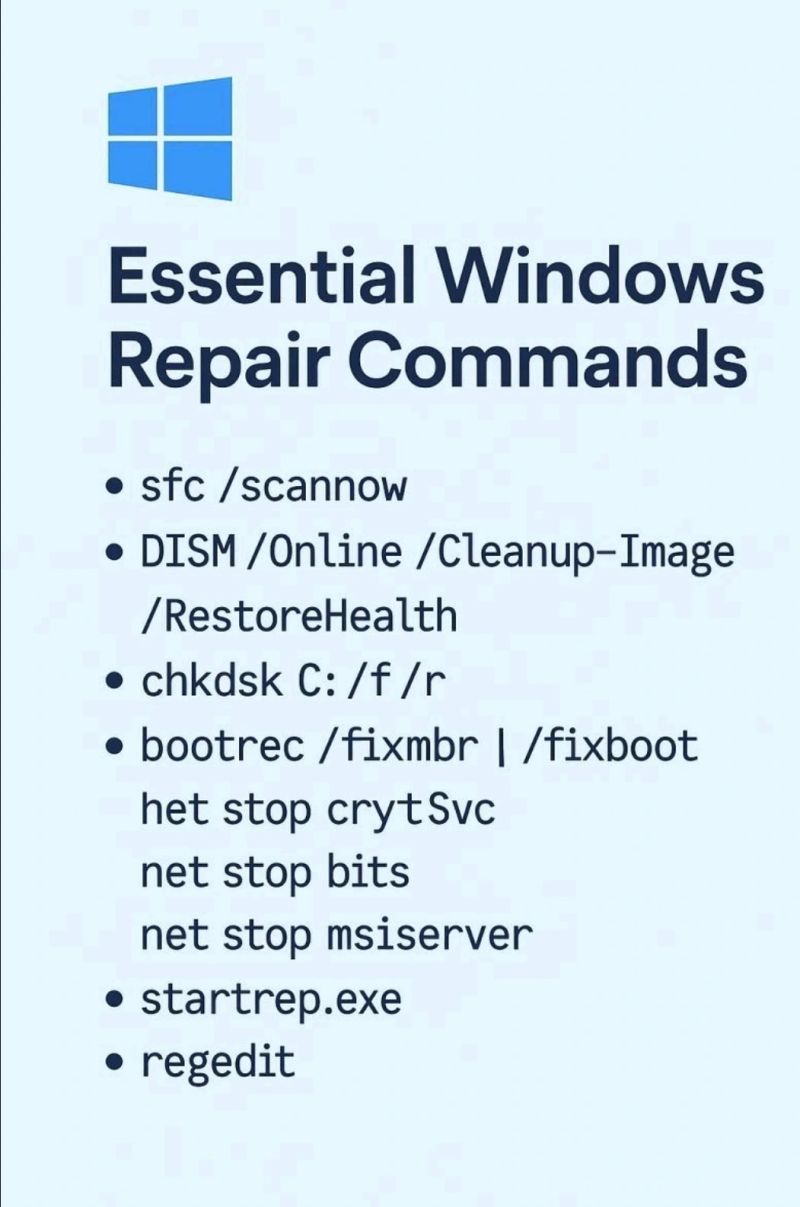 Essential Windows
Repair Commands
• sfc /scannow
• DISM /Online /Cleanup-Image
/RestoreHealth
• chkdsk C: /f /r
• bootrec /fixmbr | /fixboot
het stop crytSvc
net stop bits
net stop msiserver
• startrep.exe
• regedit